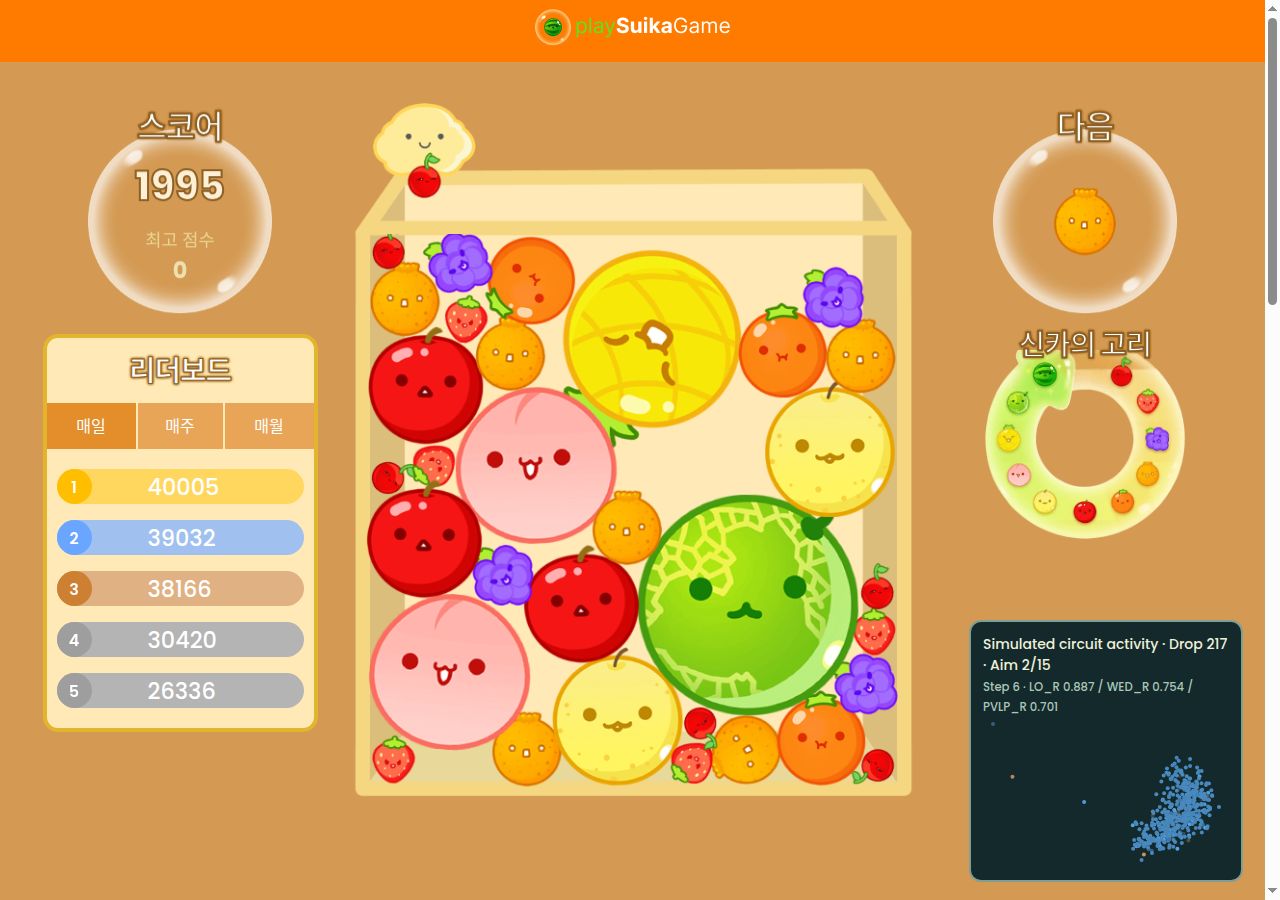 playSuikaGame
스코어
1995
최고 점수
0
리더보드
매일 매주 매월
1 40005
2 39032
3 38166
4 30420
5 26336
다음
신카의 고리
Simulated circuit activity · Drop 217
· Aim 2/15
Step 6 · LO_R 0.887 / WED_R 0.754 /
PVLP_R 0.701